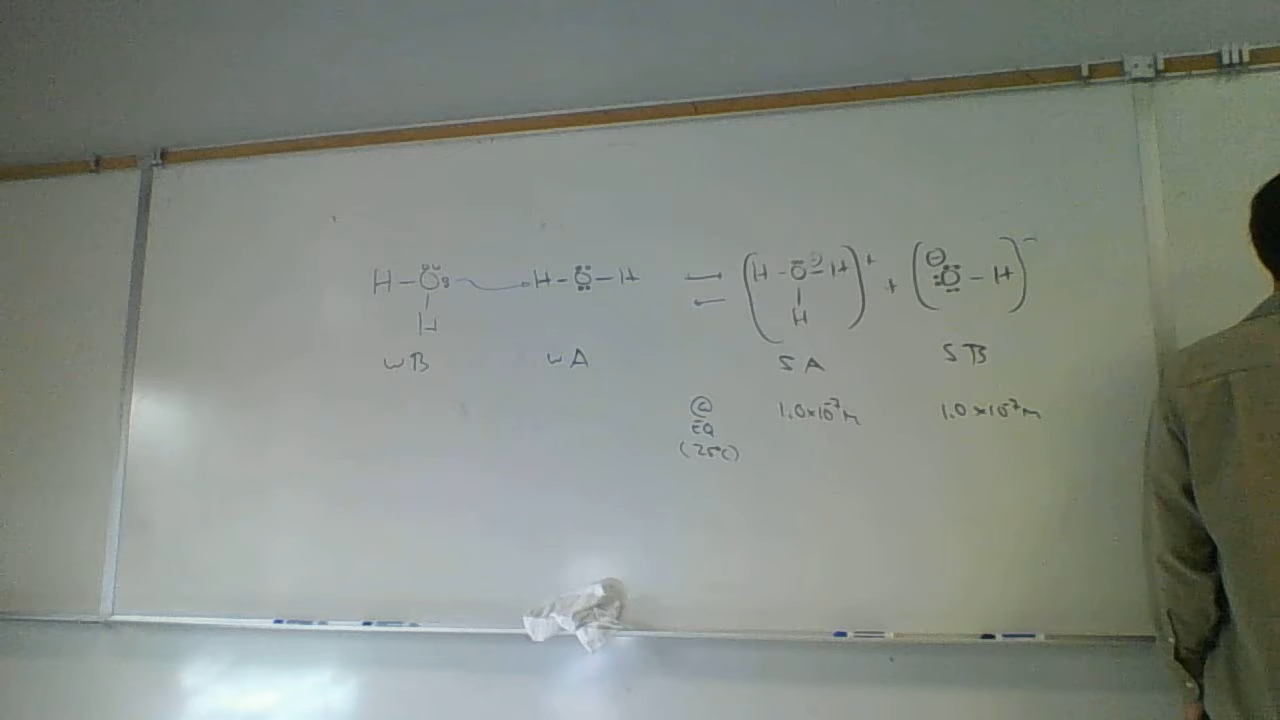 H-Ö: H-Ö-H ⇌ (H-O-H)⁺ + (⊖ :Ö-H)⁻
H H
WB WA SA SB
@ 1.0×10⁻⁷M 1.0×10⁻⁷M
EQ
(25°C)